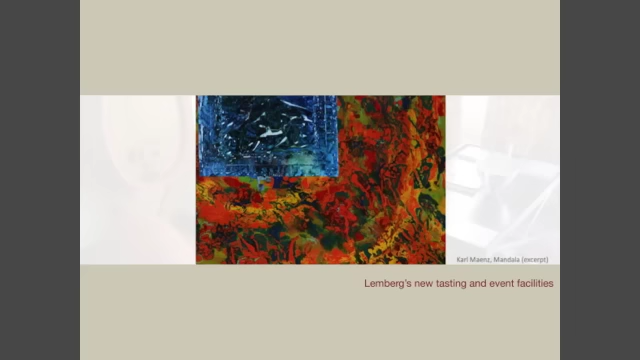 Karl Maenz, Mandala (excerpt)
Lemberg's new tasting and event facilities